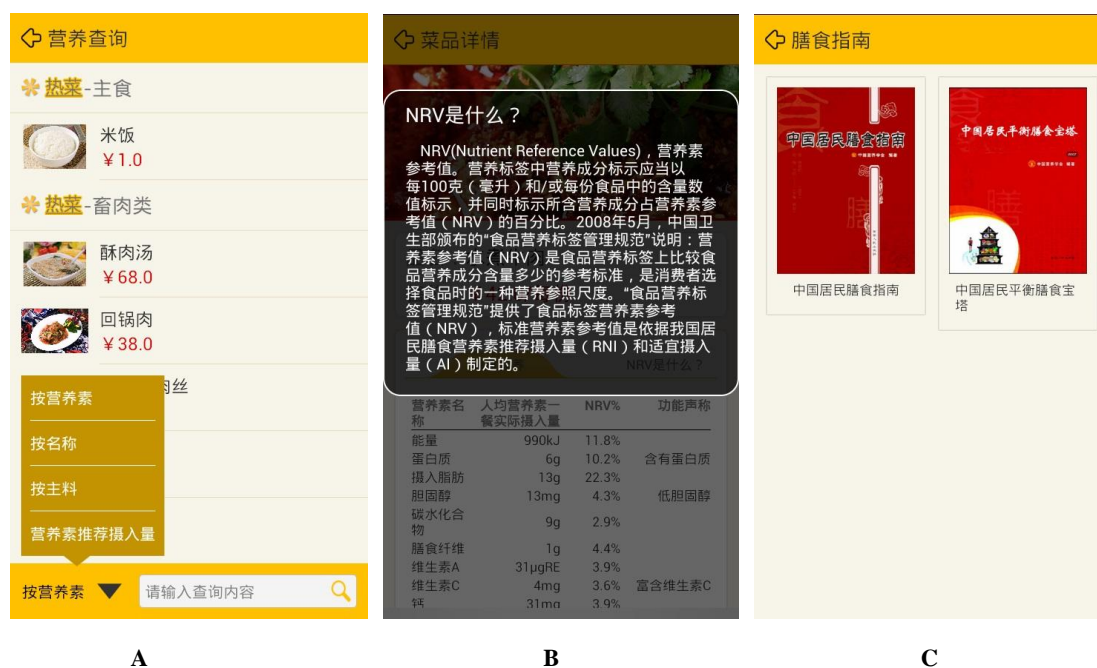 营养查询
热菜-主食
米饭
￥1.0
热菜-畜肉类
酥肉汤
￥68.0
回锅肉
￥38.0
肉丝
按营养素
按名称
按主料
营养素推荐摄入量
按营养素
请输入查询内容
A
菜品详情
NRV是什么？
NRV(Nutrient Reference Values)，营养素
参考值。营养标签中营养成分标示应当以
每100克（毫升）和/或每份食品中的含量数
值标示，并同时标示所含营养成分占营养素参
考值（NRV）的百分比。2008年5月，中国卫
生部颁布的“食品营养标签管理规范”说明：营
养素参考值（NRV）是食品营养标签上比较食
品营养成分含量多少的参考标准，是消费者选
择食品时的一种营养参照尺度。“食品营养标
签管理规范”提供了食品标签营养素参考
值（NRV），标准营养素参考值是依据我国居
民膳食营养素推荐摄入量（RNI）和适宜摄入
量（AI）制定的。
NRV是什么？
营养素名称 人均营养素一餐实际摄入量 NRV% 功能声称
能量 990kJ 11.8%
蛋白质 6g 10.2% 含有蛋白质
摄入脂肪 13g 22.3%
胆固醇 13mg 4.3% 低胆固醇
碳水化合物 9g 2.9%
膳食纤维 1g 4.4%
维生素A 31μgRE 3.9%
维生素C 4mg 3.6% 富含维生素C
钙 31mg 3.9%
B
膳食指南
中国居民膳食指南
中国营养学会 编著
中国居民膳食指南
中国居民平衡膳食宝塔
中国营养学会 编著
中国居民平衡膳食宝
塔
C